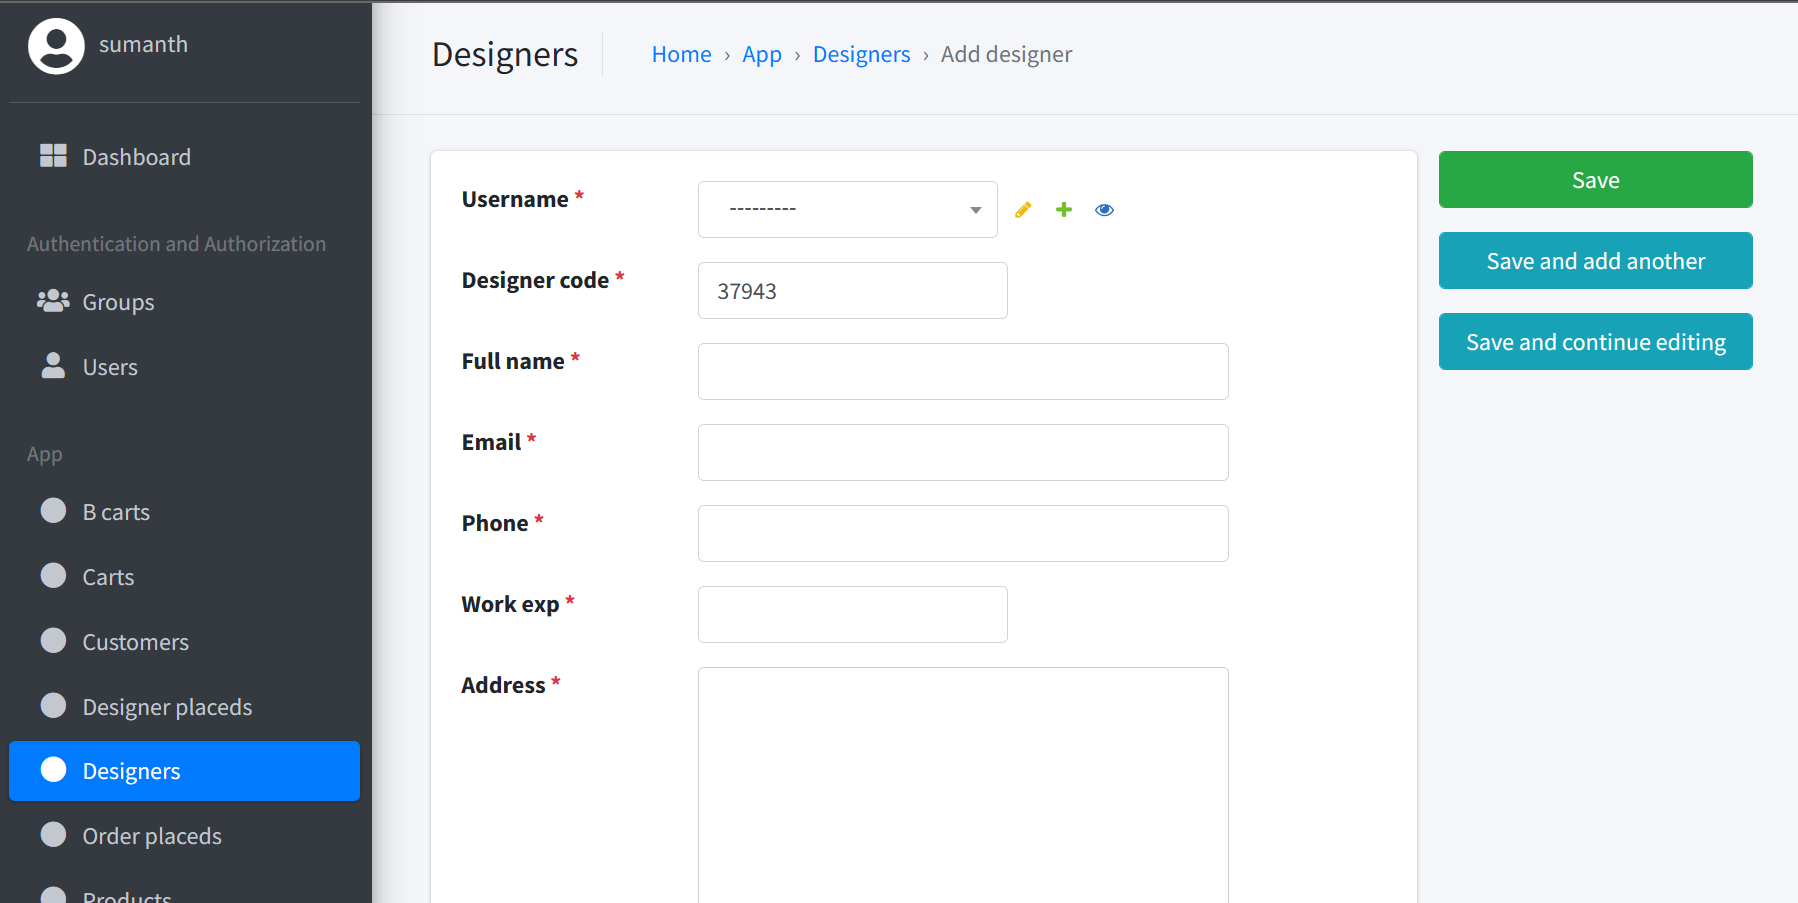 sumanth
Dashboard
Authentication and Authorization
Groups
Users
App
B carts
Carts
Customers
Designer placeds
Designers
Order placeds
Products
Designers
Home › App › Designers › Add designer
Username *
---------
Designer code *
37943
Full name *
Email *
Phone *
Work exp *
Address *
Save
Save and add another
Save and continue editing